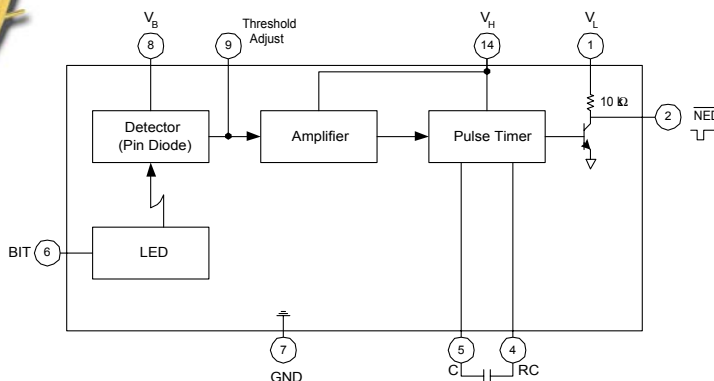 V_B
8
9
Threshold
Adjust
V_H
14
V_L
1
10 kΩ
2
NED
Detector
(Pin Diode)
Amplifier
Pulse Timer
BIT
6
LED
7
GND
C
5
4
RC